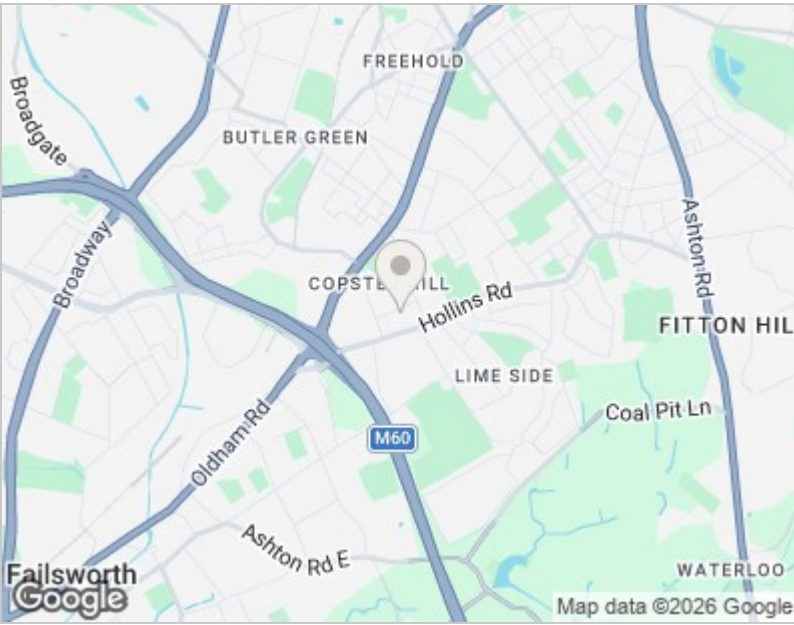 FREEHOLD
Broadgate
BUTLER GREEN
Broadway
Ashton Rd
COPSTER HILL
Hollins Rd
FITTON HIL
LIME SIDE
Coal Pit Ln
M60
Oldham Rd
Ashton Rd E
WATERLOO
Failsworth
Google
Map data ©2026 Google